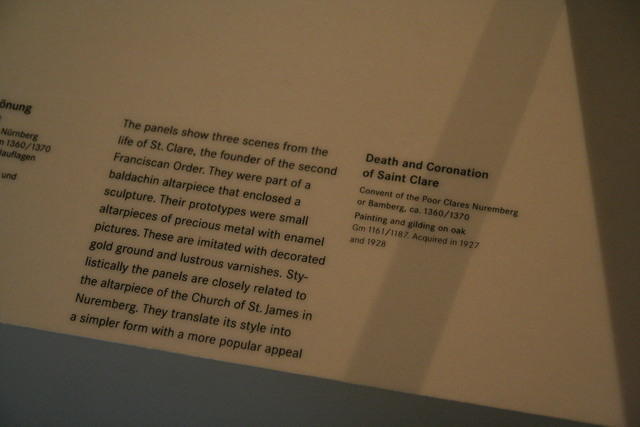 önung
Nürnberg
1360/1370
auflagen
und
The panels show three scenes from the
life of St. Clare, the founder of the second
Franciscan Order. They were part of a
baldachin altarpiece that enclosed a
sculpture. Their prototypes were small
altarpieces of precious metal with enamel
pictures. These are imitated with decorated
gold ground and lustrous varnishes. Sty-
listically the panels are closely related to
the altarpiece of the Church of St. James in
Nuremberg. They translate its style into
a simpler form with a more popular appeal
Death and Coronation
of Saint Clare
Convent of the Poor Clares Nuremberg
or Bamberg, ca. 1360/1370
Painting and gilding on oak
Gm 1161/1187. Acquired in 1927
and 1928